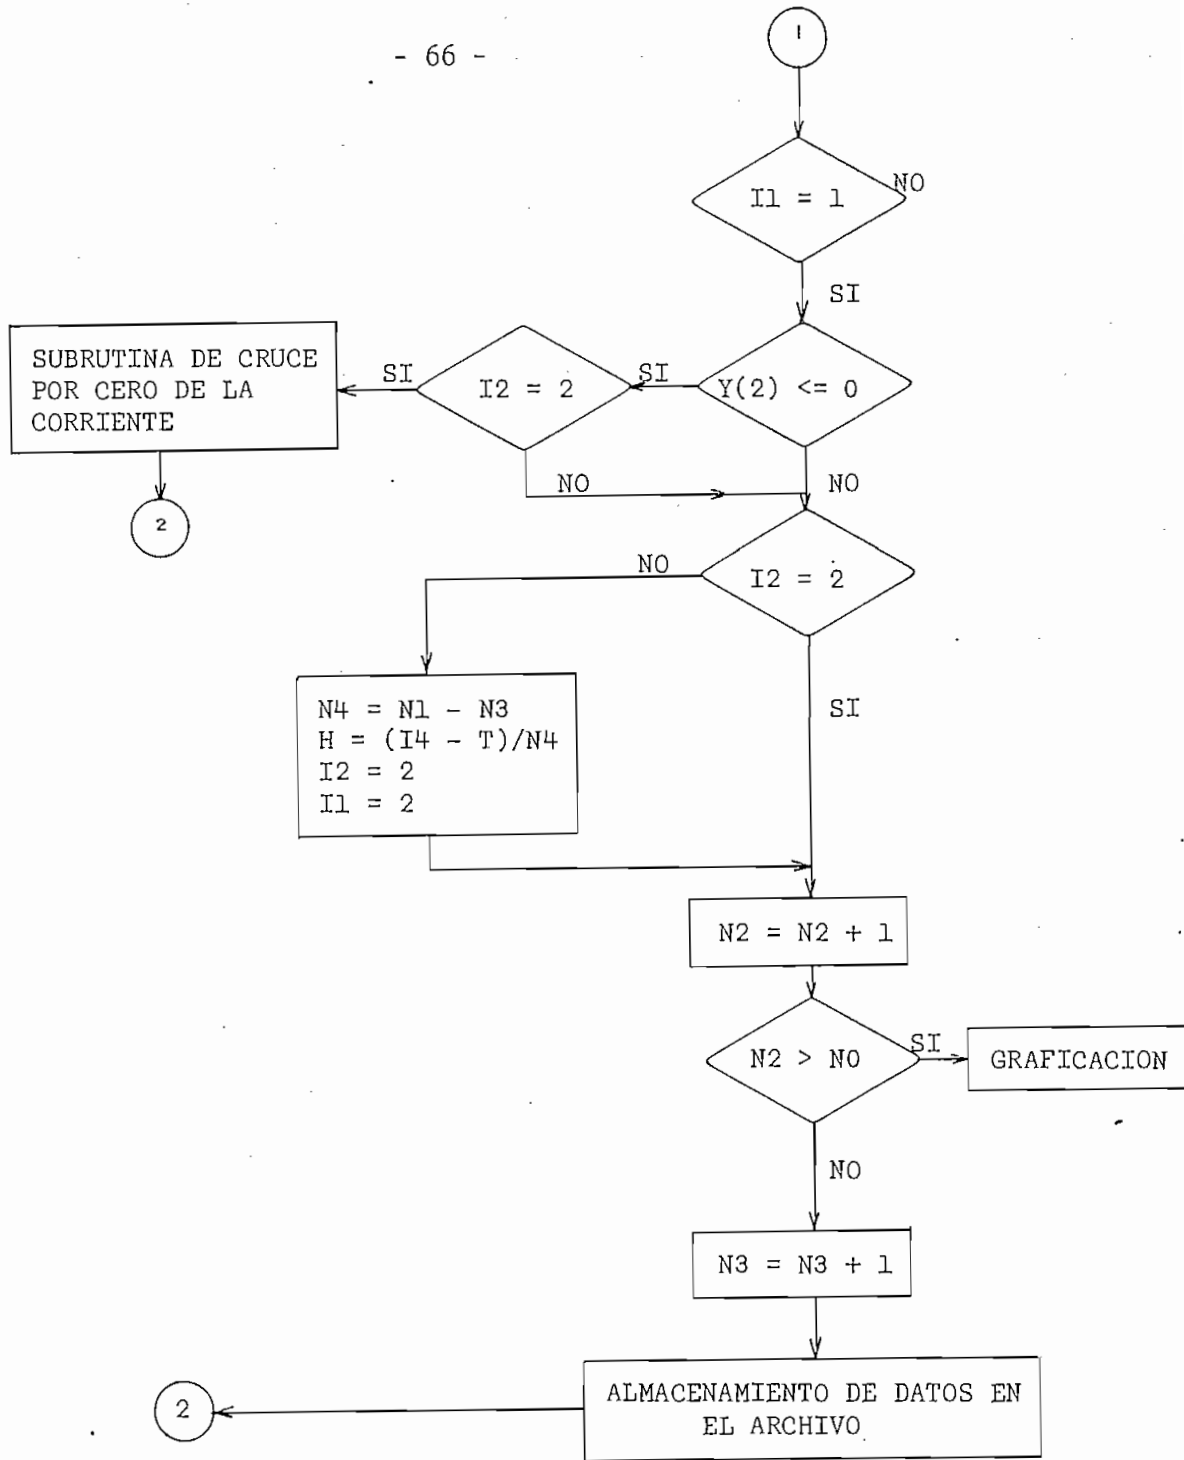 - 66 -
1
I1 = 1
NO
SI
SUBRUTINA DE CRUCE
POR CERO DE LA
CORRIENTE
SI
I2 = 2
SI
Y(2) <= 0
NO
NO
2
NO
I2 = 2
SI
N4 = N1 - N3
H = (I4 - T)/N4
I2 = 2
I1 = 2
N2 = N2 + 1
N2 > N0
SI
GRAFICACION
NO
N3 = N3 + 1
ALMACENAMIENTO DE DATOS EN
EL ARCHIVO
2